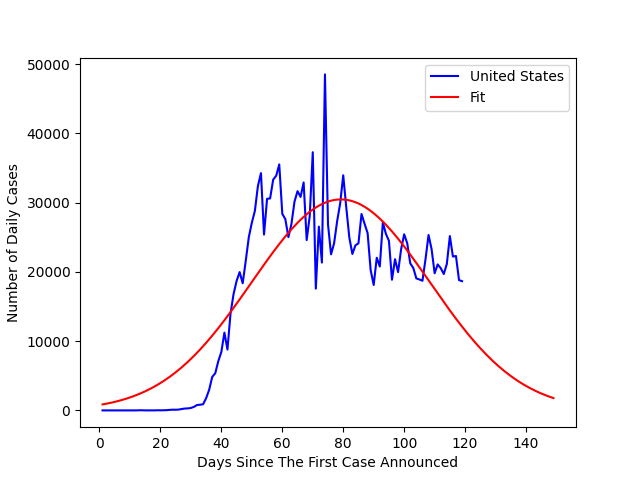 50000
40000
30000
20000
10000
0
Number of Daily Cases
United States
Fit
0 20 40 60 80 100 120 140
Days Since The First Case Announced